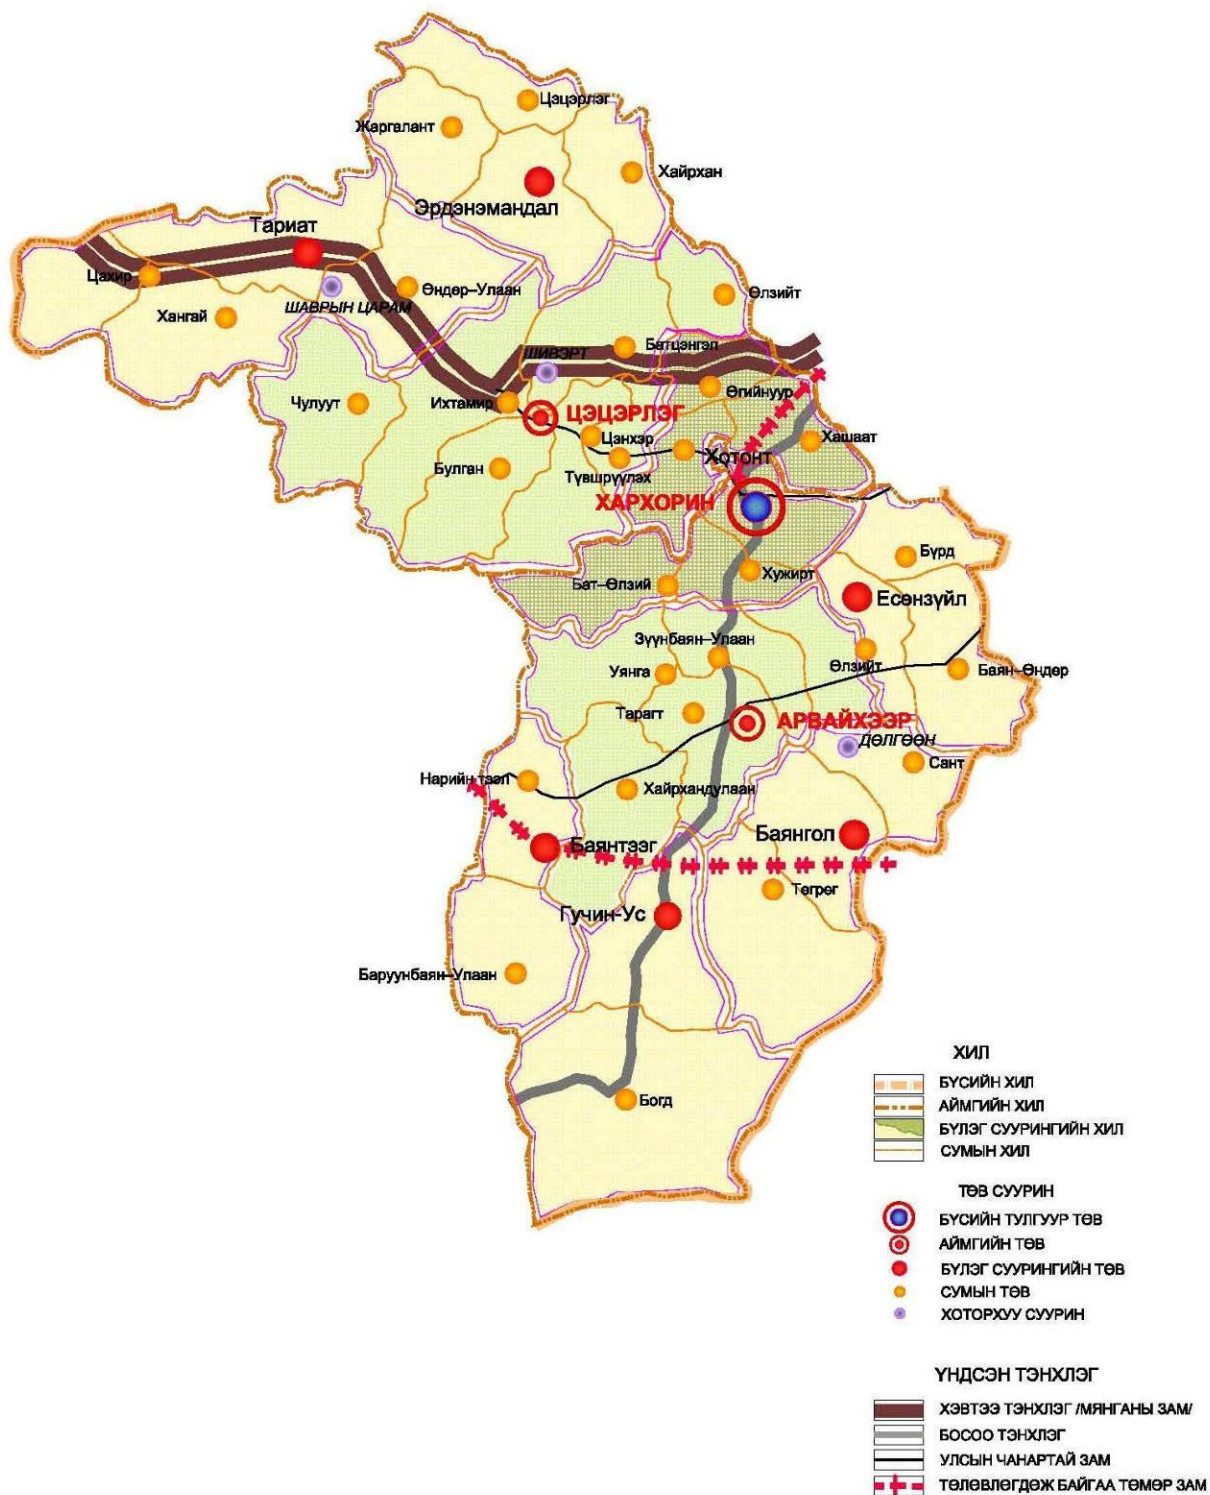 Цэцэрлэг
Жаргалант
Хайрхан
Эрдэнэмандал
Тариат
Цахир
Өндөр–Улаан
Өлзийт
ШАВРЫН ЦАРАМ
Хангай
Батцэнгэл
ШИВЭРТ
Өгийнуур
Чулуут
Ихтамир
ЦЭЦЭРЛЭГ
Цэнхэр
Хашаат
Хотонт
Булган
Түвшрүүлэх
ХАРХОРИН
Бүрд
Бат–Өлзий
Хужирт
Есөнзүйл
Зүүнбаян–Улаан
Уянга
Өлзийт
Баян–Өндөр
Тарагт
АРВАЙХЭЭР
ДӨЛГӨӨН
Сант
Нарийн тээл
Хайрхандулаан
Баянтээг
Баянгол
Төгрөг
Гучин-Ус
Баруунбаян–Улаан
Богд
ХИЛ
БҮСИЙН ХИЛ
АЙМГИЙН ХИЛ
БҮЛЭГ СУУРИНГИЙН ХИЛ
СУМЫН ХИЛ
ТӨВ СУУРИН
БҮСИЙН ТУЛГУУР ТӨВ
АЙМГИЙН ТӨВ
БҮЛЭГ СУУРИНГИЙН ТӨВ
СУМЫН ТӨВ
ХОТОРХУУ СУУРИН
ҮНДСЭН ТЭНХЛЭГ
ХЭВТЭЭ ТЭНХЛЭГ /МЯНГАНЫ ЗАМ/
БОСОО ТЭНХЛЭГ
УЛСЫН ЧАНАРТАЙ ЗАМ
ТӨЛӨВЛӨГДӨЖ БАЙГАА ТӨМӨР ЗАМ